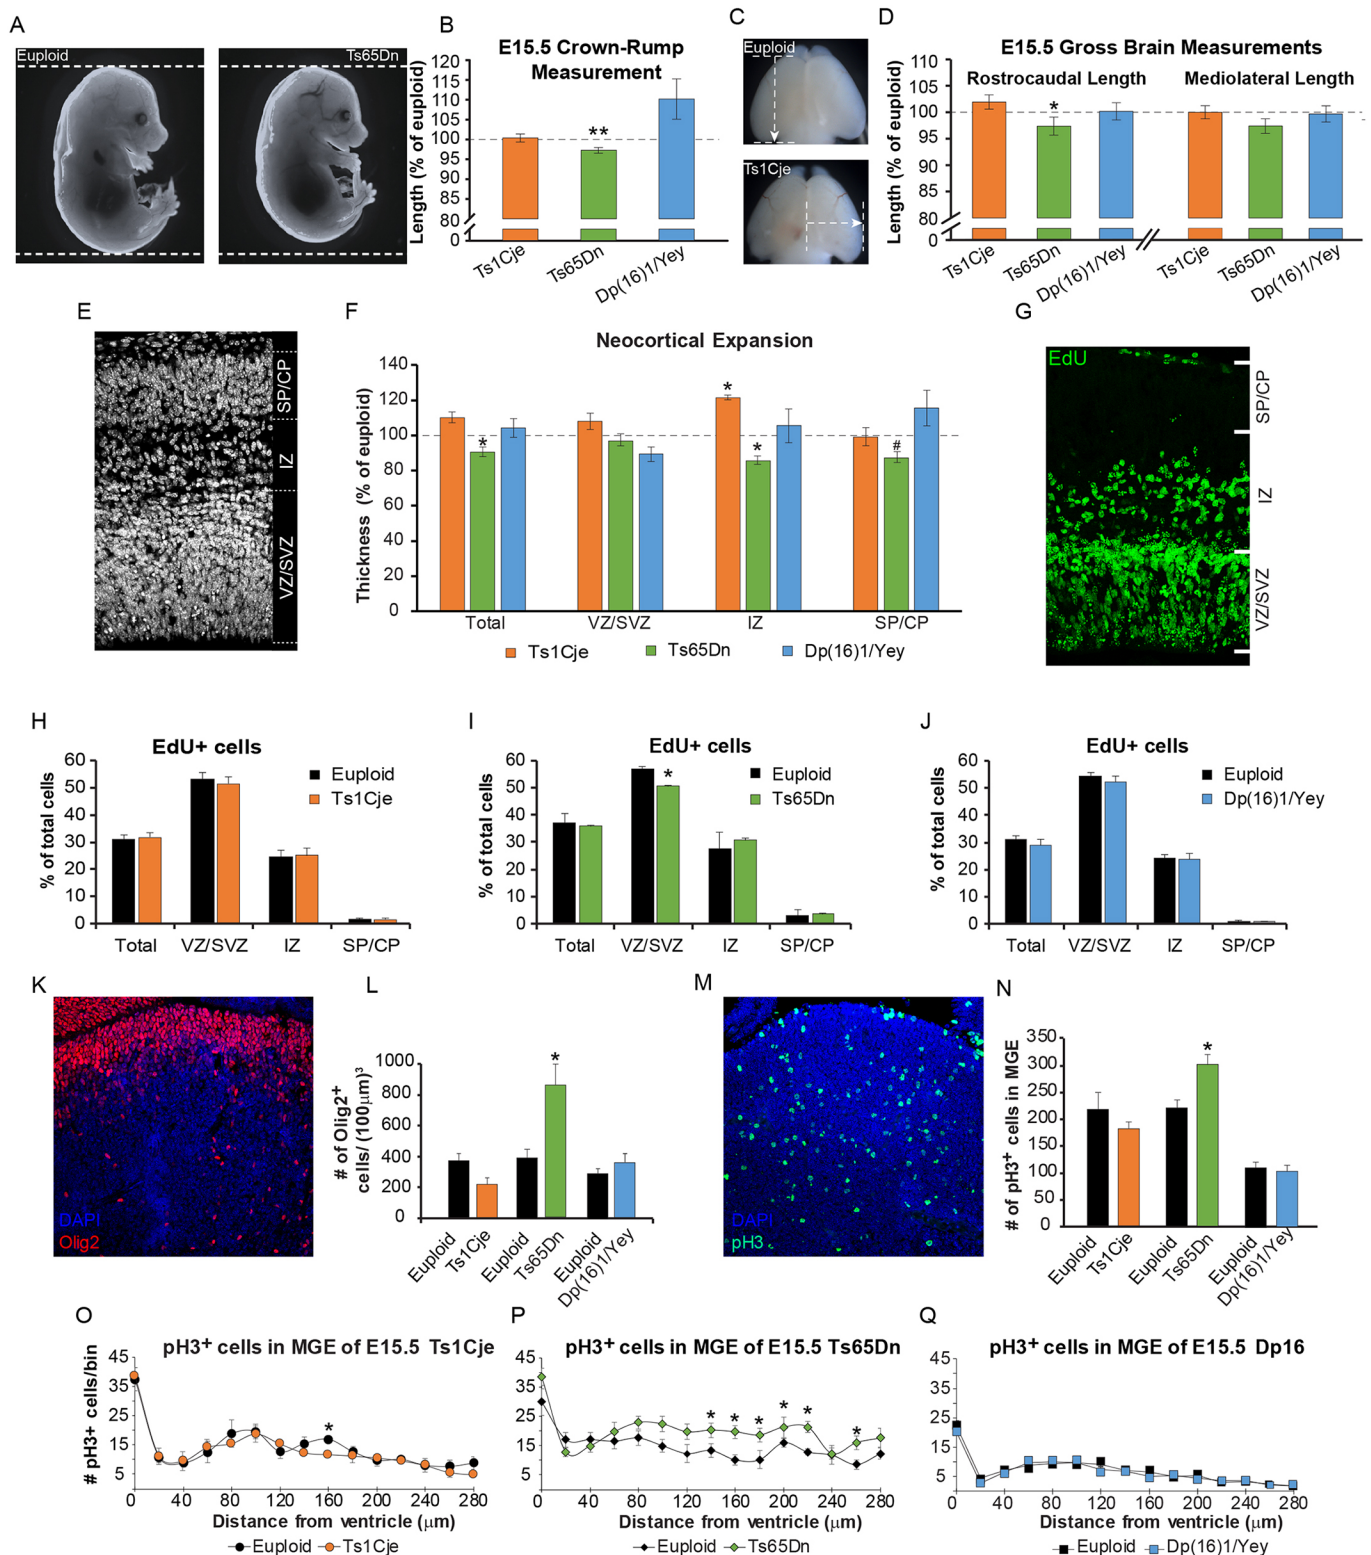 A
Euploid
Ts65Dn
B
E15.5 Crown-Rump
Measurement
Length (% of euploid)
120
115
110
105
100
95
90
85
80
0
**
Ts1Cje
Ts65Dn
Dp(16)1/Yey
C
Euploid
Ts1Cje
D
E15.5 Gross Brain Measurements
Rostrocaudal Length
Mediolateral Length
Length (% of euploid)
110
105
100
95
90
85
80
0
*
Ts1Cje
Ts65Dn
Dp(16)1/Yey
Ts1Cje
Ts65Dn
Dp(16)1/Yey
E
SP/CP
IZ
VZ/SVZ
F
Neocortical Expansion
Thickness (% of euploid)
140
120
100
80
60
40
20
0
*
*
*
#
Total
VZ/SVZ
IZ
SP/CP
Ts1Cje
Ts65Dn
Dp(16)1/Yey
G
EdU
SP/CP
IZ
VZ/SVZ
H
EdU+ cells
% of total cells
60
50
40
30
20
10
0
Euploid
Ts1Cje
Total
VZ/SVZ
IZ
SP/CP
I
EdU+ cells
% of total cells
60
50
40
30
20
10
0
*
Euploid
Ts65Dn
Total
VZ/SVZ
IZ
SP/CP
J
EdU+ cells
% of total cells
60
50
40
30
20
10
0
Euploid
Dp(16)1/Yey
Total
VZ/SVZ
IZ
SP/CP
K
DAPI
Olig2
L
# of Olig2+
cells/ (100µm)³
1000
800
600
400
200
0
*
Euploid
Ts1Cje
Euploid
Ts65Dn
Euploid
Dp(16)1/Yey
M
DAPI
pH3
N
# of pH3+ cells in MGE
350
300
250
200
150
100
50
0
*
Euploid
Ts1Cje
Euploid
Ts65Dn
Euploid
Dp(16)1/Yey
O
pH3+ cells in MGE of E15.5 Ts1Cje
# pH3+ cells/bin
45
35
25
15
5
*
0 40 80 120 160 200 240 280
Distance from ventricle (µm)
Euploid Ts1Cje
P
pH3+ cells in MGE of E15.5 Ts65Dn
45
35
25
15
5
* * * * * *
0 40 80 120 160 200 240 280
Distance from ventricle (µm)
Euploid Ts65Dn
Q
pH3+ cells in MGE of E15.5 Dp16
45
35
25
15
5
0 40 80 120 160 200 240 280
Distance from ventricle (µm)
Euploid Dp(16)1/Yey